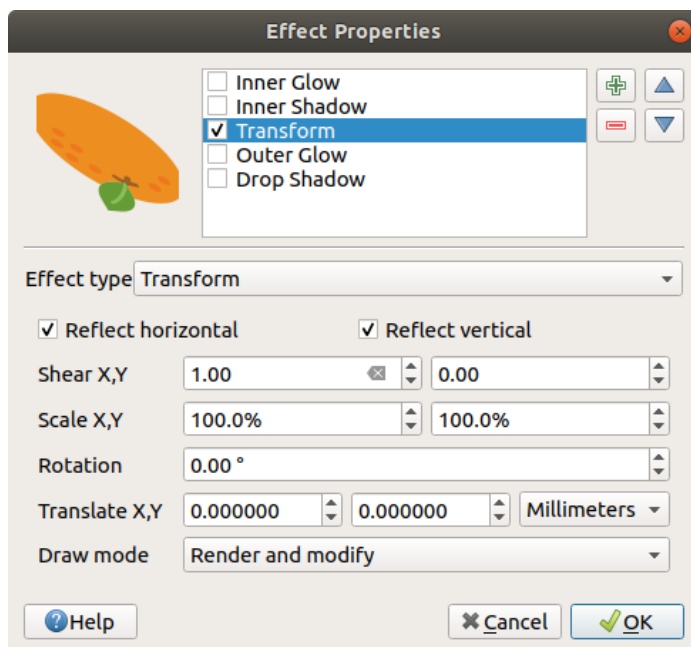 Effect Properties
Inner Glow
Inner Shadow
Transform
Outer Glow
Drop Shadow
Effect type Transform
Reflect horizontal Reflect vertical
Shear X,Y 1.00 0.00
Scale X,Y 100.0% 100.0%
Rotation 0.00 °
Translate X,Y 0.000000 0.000000 Millimeters
Draw mode Render and modify
Help Cancel OK